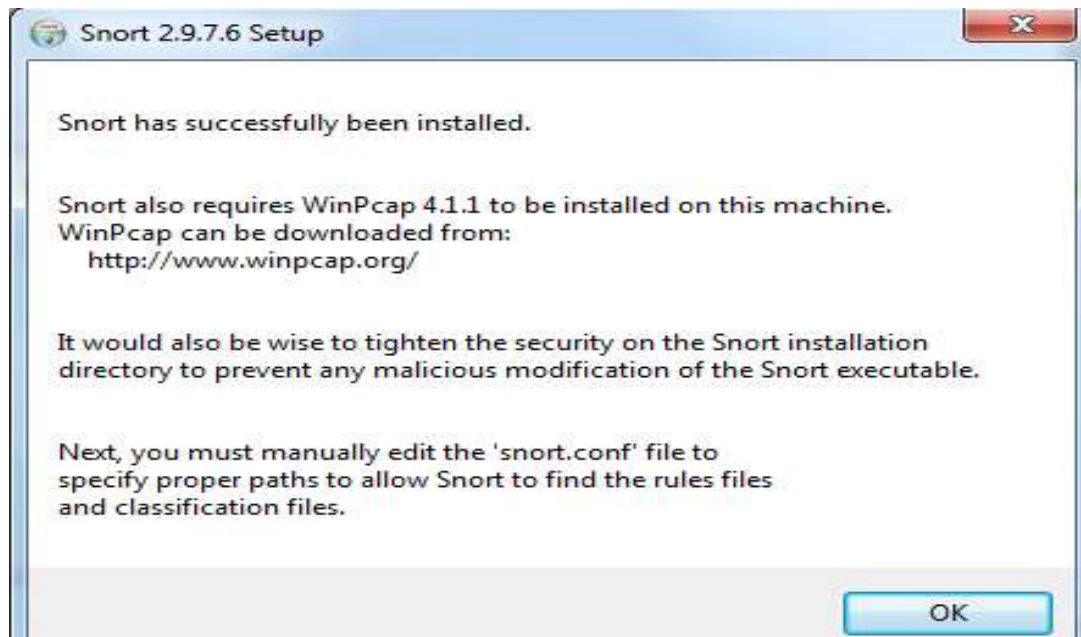 Snort 2.9.7.6 Setup
Snort has successfully been installed.
Snort also requires WinPcap 4.1.1 to be installed on this machine.
WinPcap can be downloaded from:
http://www.winpcap.org/
It would also be wise to tighten the security on the Snort installation
directory to prevent any malicious modification of the Snort executable.
Next, you must manually edit the 'snort.conf' file to
specify proper paths to allow Snort to find the rules files
and classification files.
OK